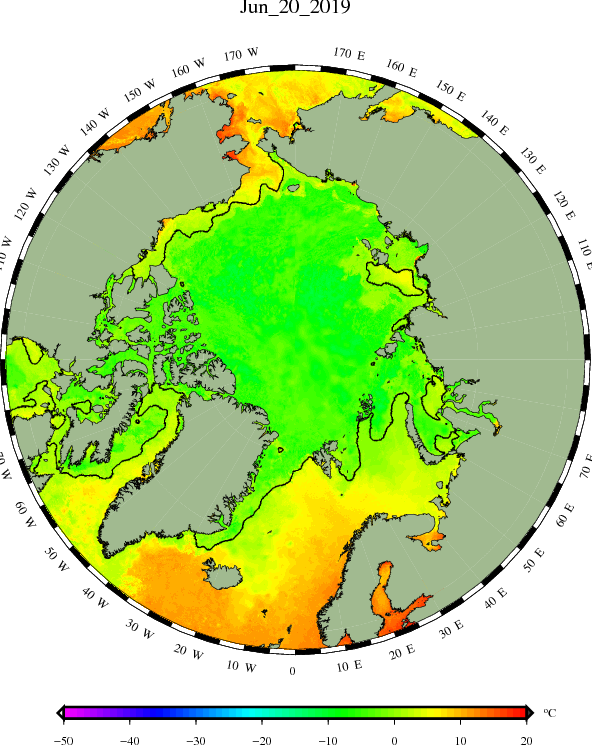 Jun_20_2019
170 W
170 E
160 W
160 E
150 W
150 E
140 W
140 E
130 W
130 E
120 W
120 E
110 E
70 E
60 W
60 E
50 W
50 E
40 W
40 E
30 W
30 E
20 W
20 E
10 W
10 E
0
°C
−50 −40 −30 −20 −10 0 10 20